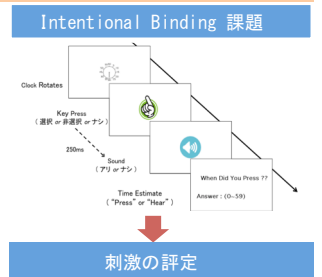 Intentional Binding 課題
Clock Rotates
Key Press
( 選択 or 非選択 or ナシ )
250ms
Sound
( アリ or ナシ )
Time Estimate
( "Press" or "Hear" )
When Did You Press ??
Answer : (0~59)
刺激の評定